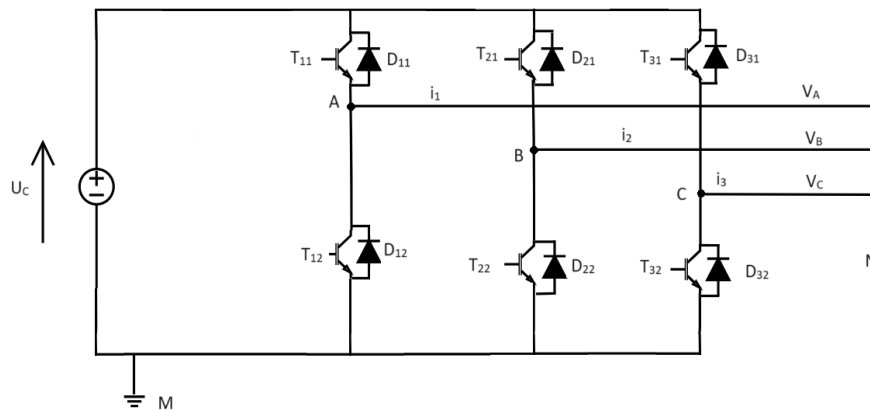 T11 D11 T21 D21 T31 D31
A i1 VA
B i2 VB
UC + −
C i3 VC
T12 D12 T22 D22 T32 D32
M